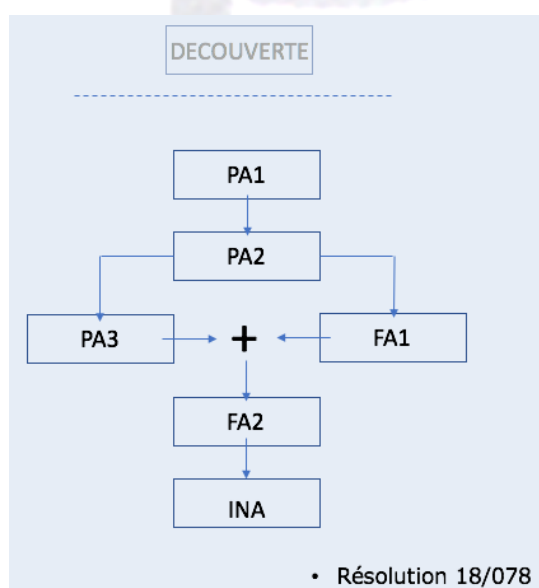 DECOUVERTE
PA1
PA2
PA3 + FA1
FA2
INA
• Résolution 18/078